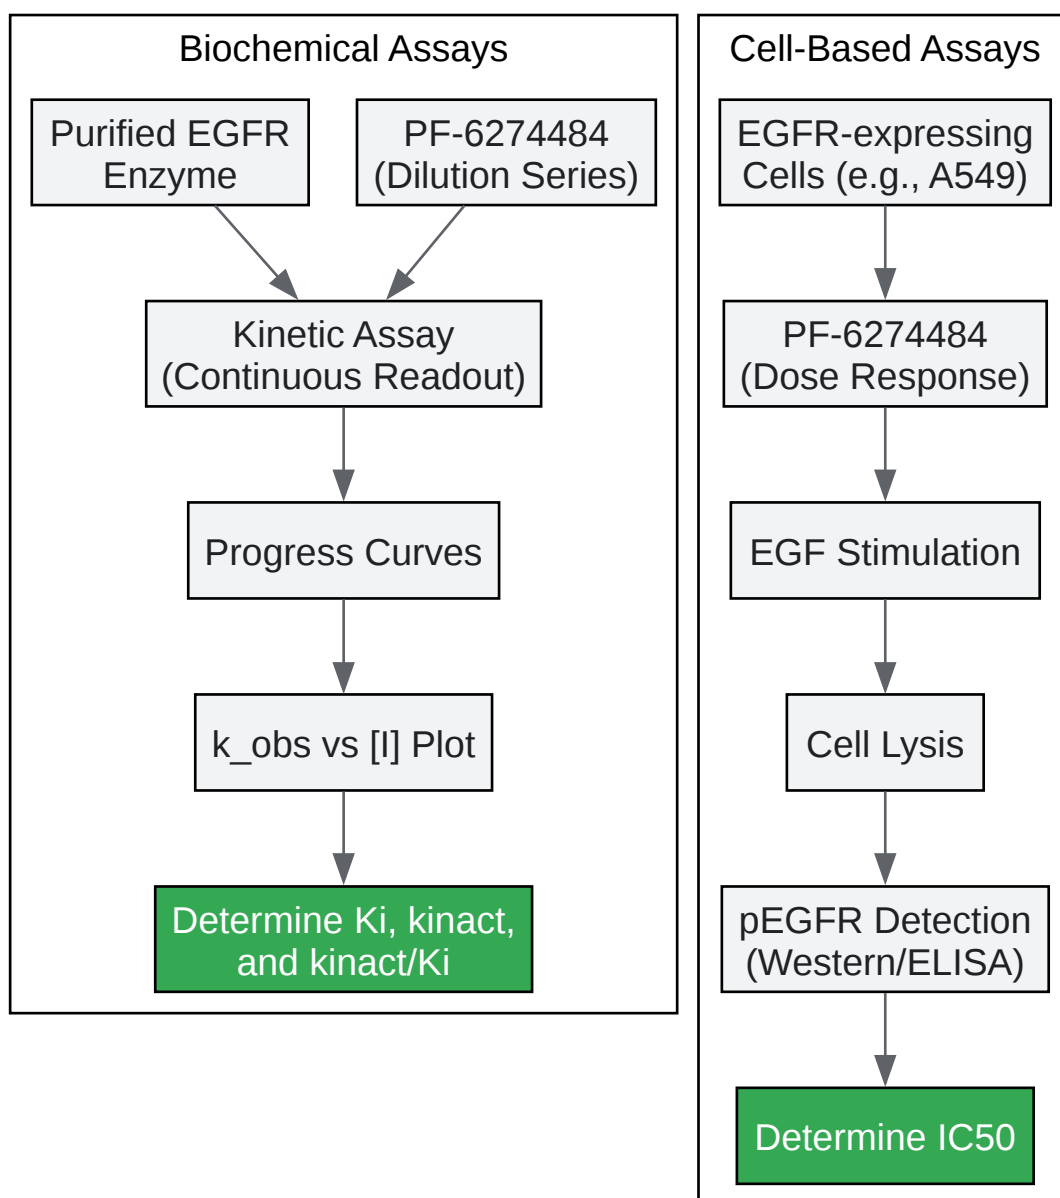 Biochemical Assays
Purified EGFR
Enzyme
PF-6274484
(Dilution Series)
Kinetic Assay
(Continuous Readout)
Progress Curves
k_obs vs [I] Plot
Determine Ki, kinact,
and kinact/Ki
Cell-Based Assays
EGFR-expressing
Cells (e.g., A549)
PF-6274484
(Dose Response)
EGF Stimulation
Cell Lysis
pEGFR Detection
(Western/ELISA)
Determine IC50